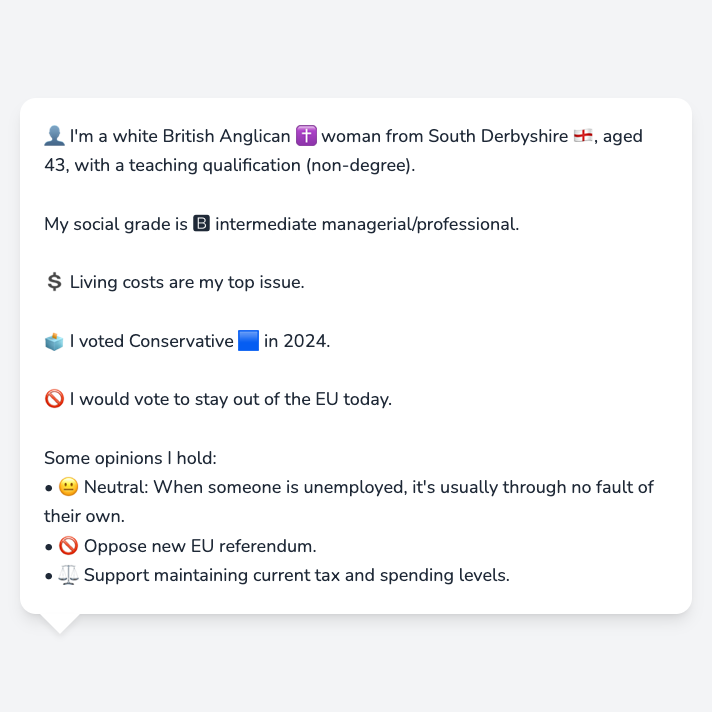 👤 I'm a white British Anglican ✝️ woman from South Derbyshire 🏴󠁧󠁢󠁥󠁮󠁧󠁿, aged
43, with a teaching qualification (non-degree).
My social grade is 🅱 intermediate managerial/professional.
💲 Living costs are my top issue.
🗳️ I voted Conservative 🟦 in 2024.
🚫 I would vote to stay out of the EU today.
Some opinions I hold:
• 😐 Neutral: When someone is unemployed, it's usually through no fault of
their own.
• 🚫 Oppose new EU referendum.
• ⚖️ Support maintaining current tax and spending levels.